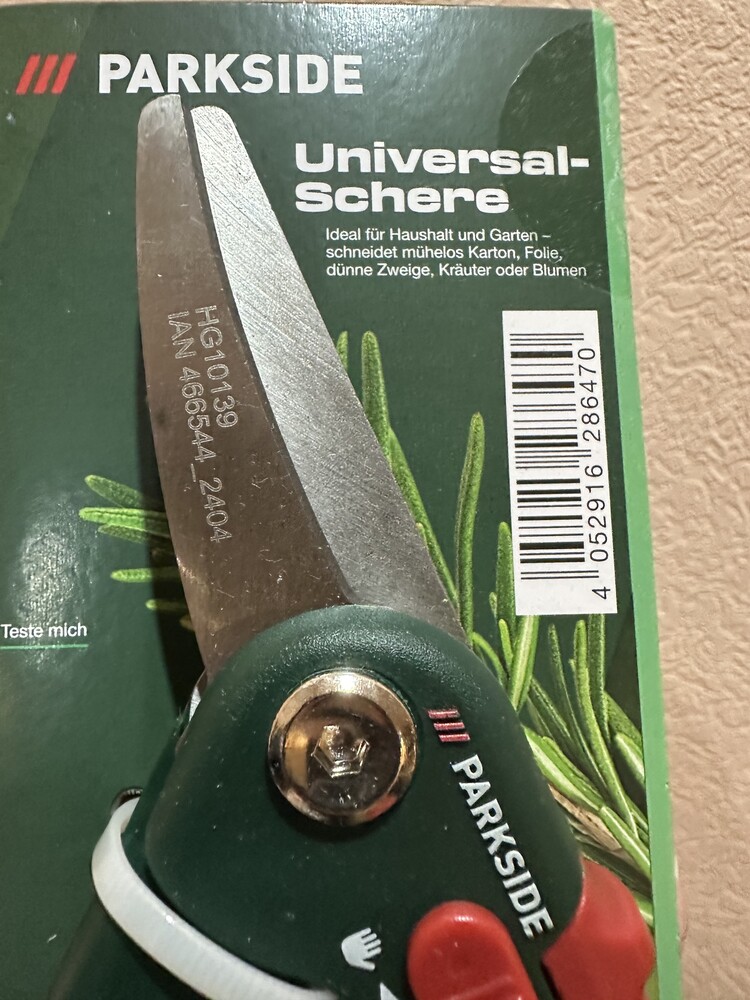 PARKSIDE
Universal-
Schere
Ideal für Haushalt und Garten –
schneidet mühelos Karton, Folie,
dünne Zweige, Kräuter oder Blumen
HG10139
IAN 466544_2404
4 052916 286470
Teste mich
PARKSIDE